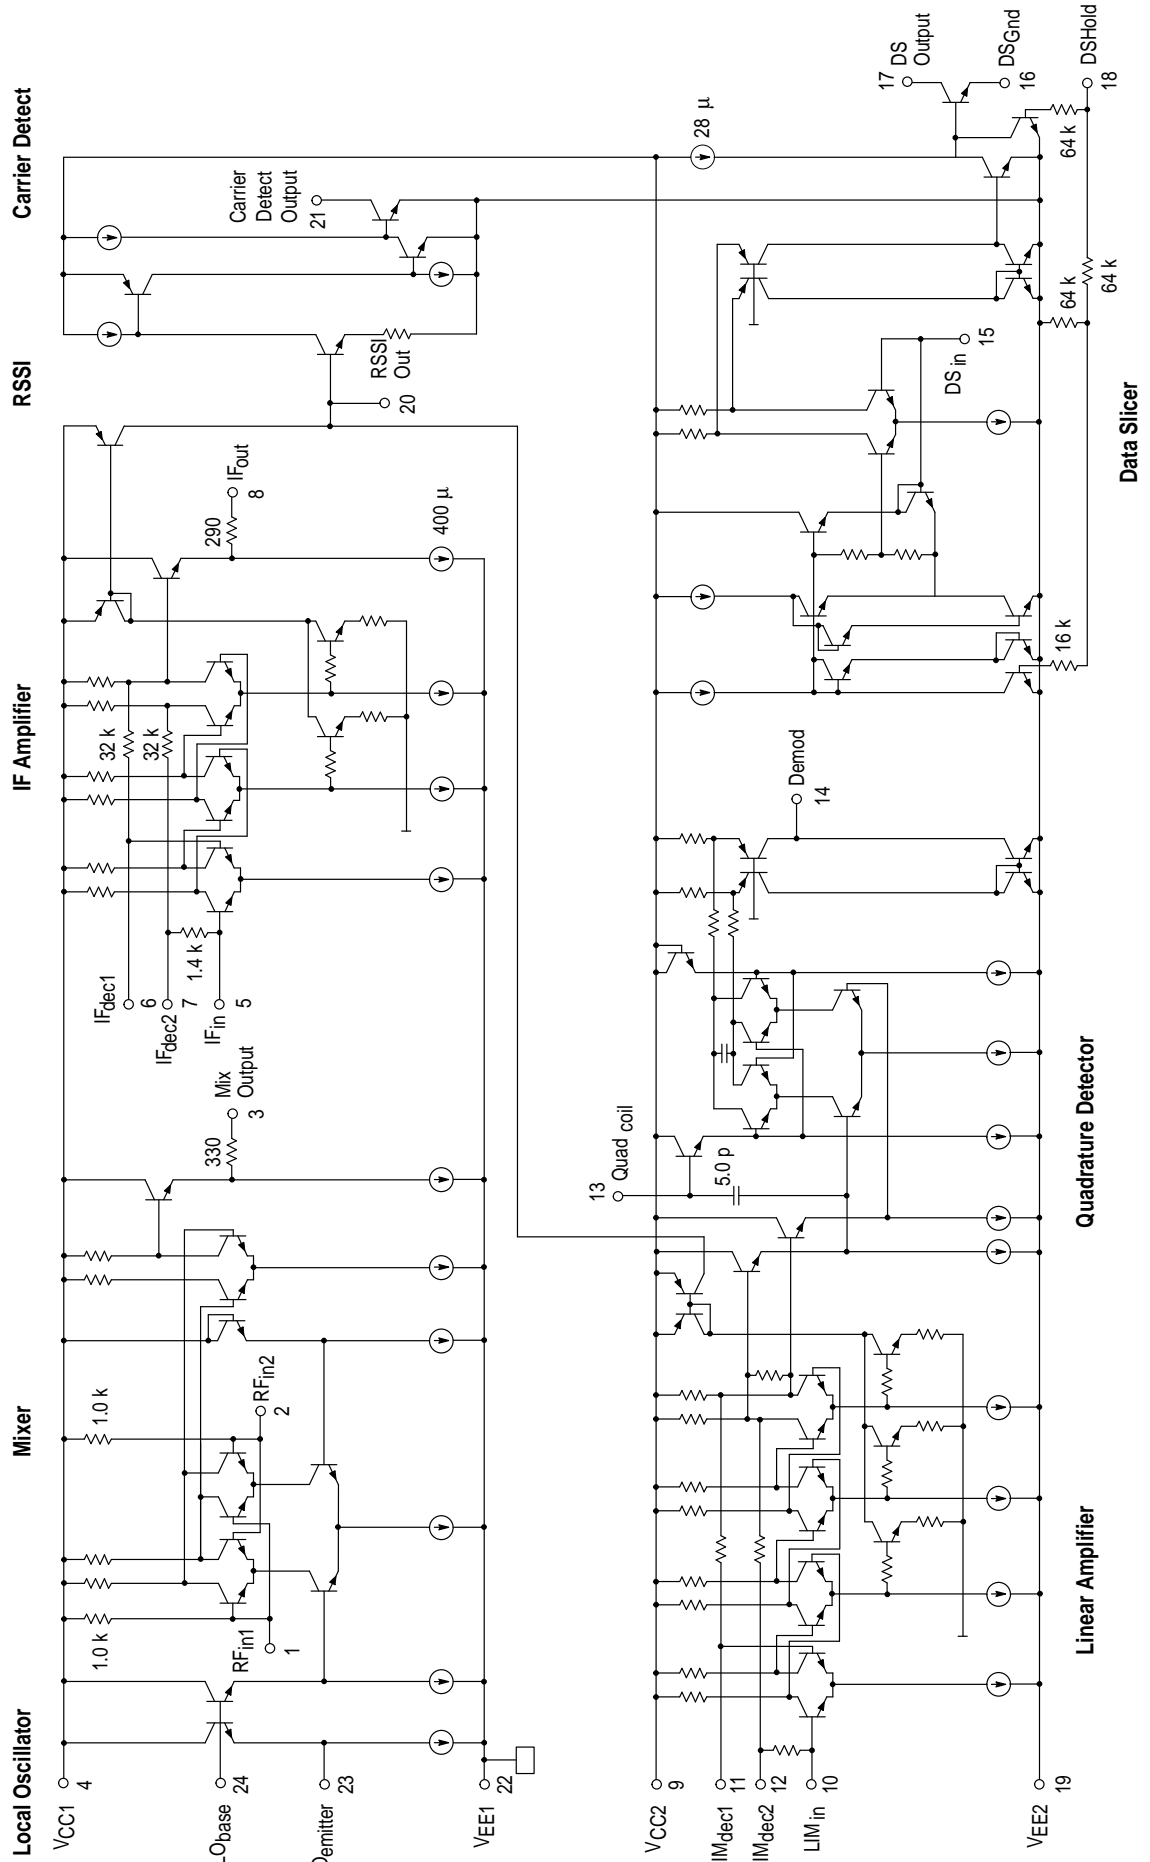 Local Oscillator
Mixer
IF Amplifier
RSSI
Carrier Detect
VCC1
4
1.0 k
1.0 k
LObase
24
Oemitter
23
VEE1
22
RFin1
1
RFin2
2
330
Mix
Output
3
IFdec1
6
IFdec2
7
IFin
5
1.4 k
32 k
32 k
290
IFout
8
400 µ
RSSI
Out
20
Carrier
Detect
Output
21
VCC2
9
IMdec1
11
IMdec2
12
LIMin
10
VEE2
19
13
Quad coil
5.0 p
Demod
14
16 k
DS in
15
28 µ
64 k
64 k
64 k
17
DS
Output
DSGnd
16
DSHold
18
Linear Amplifier
Quadrature Detector
Data Slicer